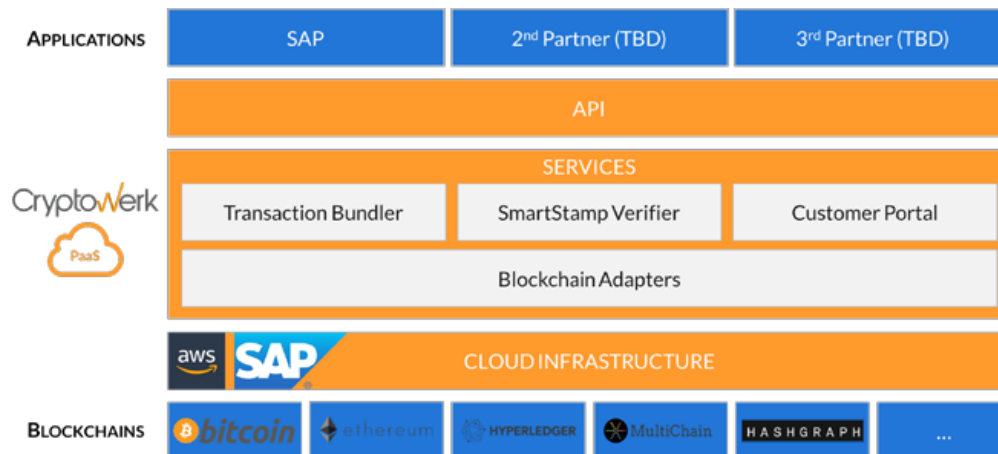 APPLICATIONS
SAP
2nd Partner (TBD)
3rd Partner (TBD)
API
SERVICES
CryptoWerk
PaaS
Transaction Bundler
SmartStamp Verifier
Customer Portal
Blockchain Adapters
aws
SAP
®
CLOUD INFRASTRUCTURE
BLOCKCHAINS
bitcoin
ethereum
HYPERLEDGER
MultiChain
HASHGRAPH
...